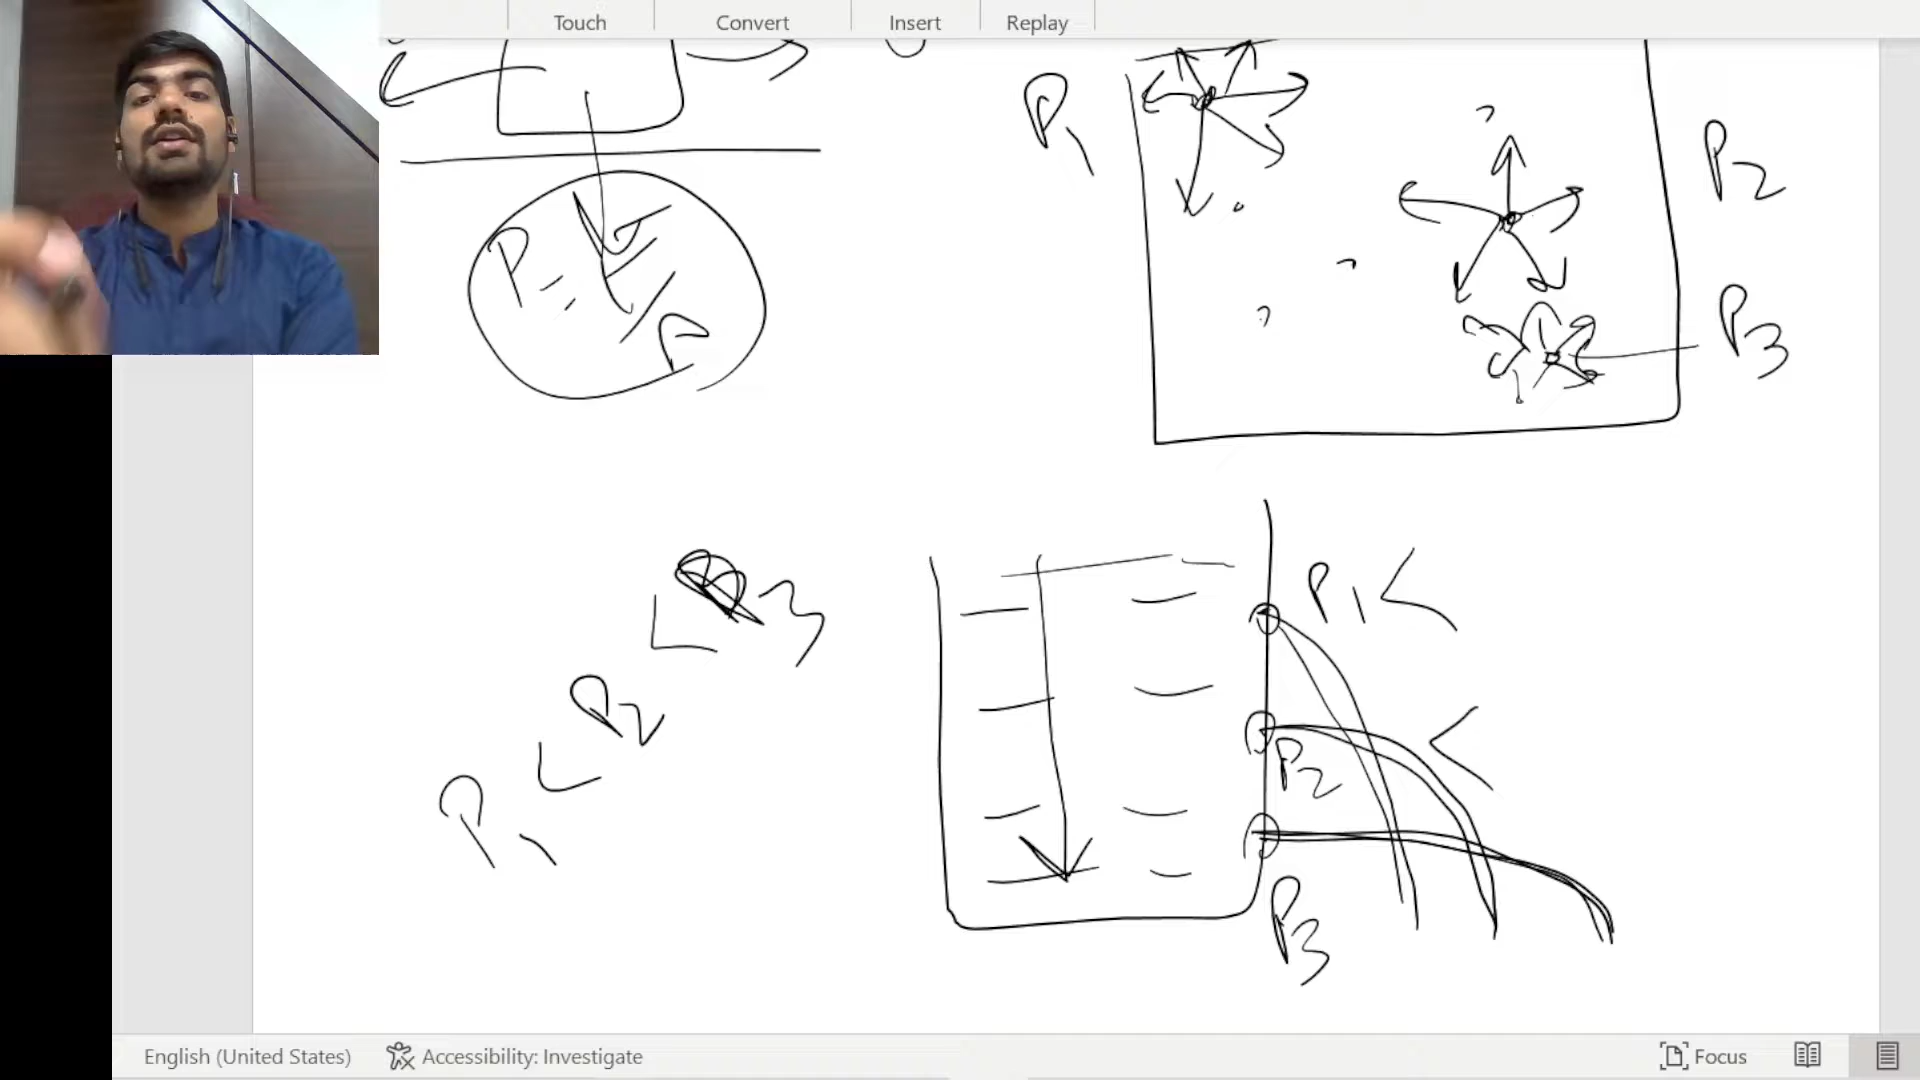 Touch Convert Insert Replay
P1
P2
P = F/A
P3
P1 <
P1 < P2 < P3
P2 <
P3
English (United States) Accessibility: Investigate Focus